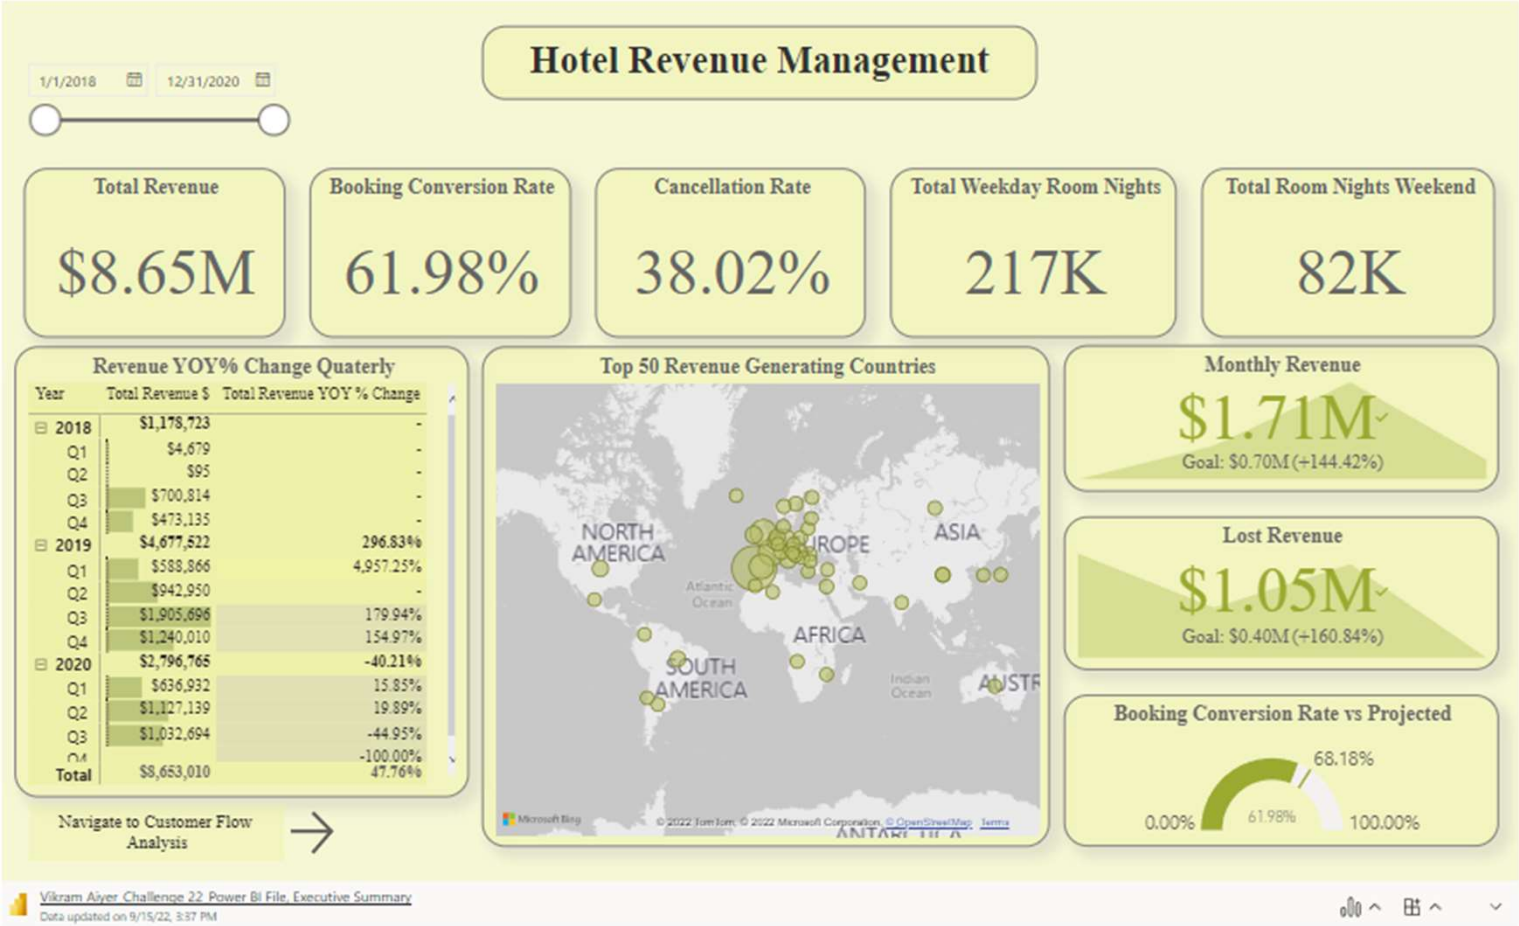 Hotel Revenue Management
1/1/2018 12/31/2020
Total Revenue
$8.65M
Booking Conversion Rate
61.98%
Cancellation Rate
38.02%
Total Weekday Room Nights
217K
Total Room Nights Weekend
82K
Revenue YOY% Change Quaterly
Year Total Revenue $ Total Revenue YOY % Change
2018 $1,178,723 -
Q1 $4,679 -
Q2 $95 -
Q3 $700,814 -
Q4 $473,135 -
2019 $4,677,522 296.83%
Q1 $588,866 4,957.25%
Q2 $942,950 -
Q3 $1,905,696 179.94%
Q4 $1,240,010 154.97%
2020 $2,796,765 -40.21%
Q1 $636,932 15.85%
Q2 $1,127,139 19.89%
Q3 $1,032,694 -44.95%
Q4 -100.00%
Total $8,653,010 47.76%
Navigate to Customer Flow
Analysis
Top 50 Revenue Generating Countries
NORTH
AMERICA
UROPE
ASIA
Atlantic
Ocean
AFRICA
SOUTH
AMERICA
Indian
Ocean
AUSTR
Microsoft Bing
© 2022 TomTom, © 2022 Microsoft Corporation, © OpenStreetMap Terms
ANTARCTICA
Monthly Revenue
$1.71M
Goal: $0.70M (+144.42%)
Lost Revenue
$1.05M
Goal: $0.40M (+160.84%)
Booking Conversion Rate vs Projected
68.18%
0.00% 61.98% 100.00%
Vikram Aiyer Challenge 22 Power BI File, Executive Summary
Data updated on 9/15/22, 3:37 PM